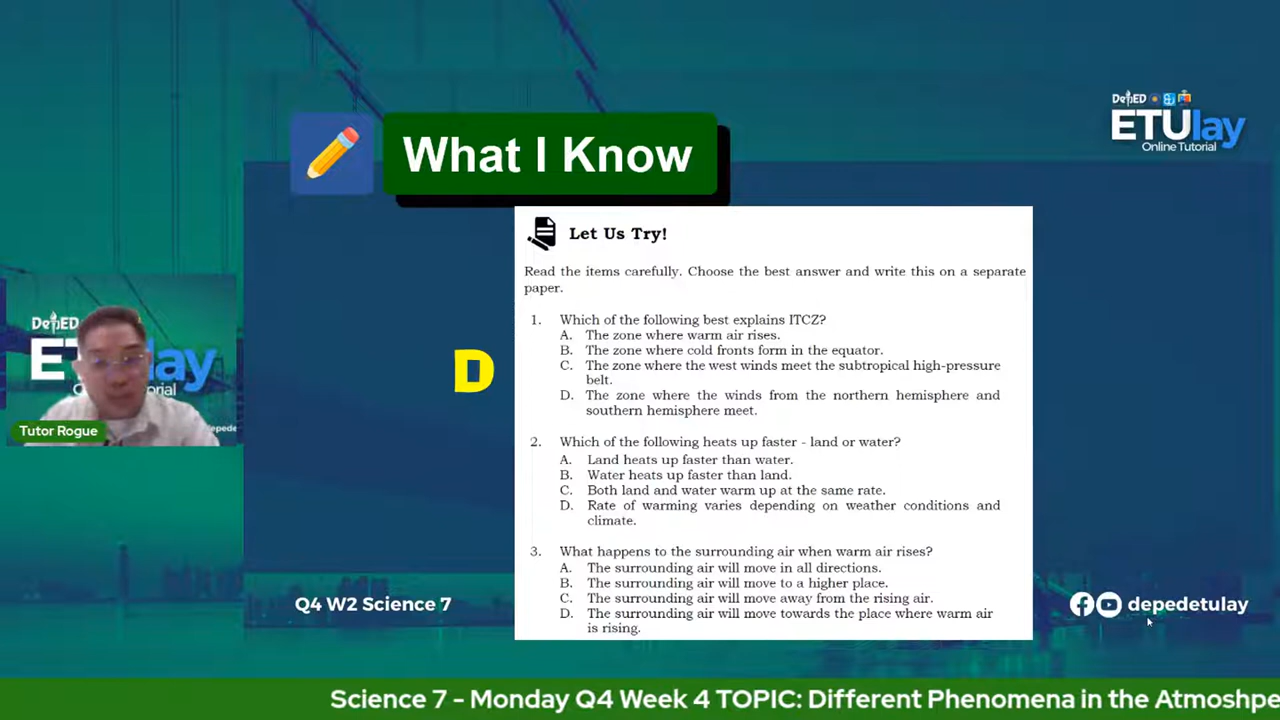 What I Know
DepED
ETUlay
Online Tutorial
Let Us Try!
Read the items carefully. Choose the best answer and write this on a separate
paper.
1. Which of the following best explains ITCZ?
A. The zone where warm air rises.
B. The zone where cold fronts form in the equator.
C. The zone where the west winds meet the subtropical high-pressure
belt.
D. The zone where the winds from the northern hemisphere and
southern hemisphere meet.
D
2. Which of the following heats up faster - land or water?
A. Land heats up faster than water.
B. Water heats up faster than land.
C. Both land and water warm up at the same rate.
D. Rate of warming varies depending on weather conditions and
climate.
3. What happens to the surrounding air when warm air rises?
A. The surrounding air will move in all directions.
B. The surrounding air will move to a higher place.
C. The surrounding air will move away from the rising air.
D. The surrounding air will move towards the place where warm air
is rising.
DepED
Tutor Rogue
Q4 W2 Science 7
depedetulay
Science 7 - Monday Q4 Week 4 TOPIC: Different Phenomena in the Atmoshpe